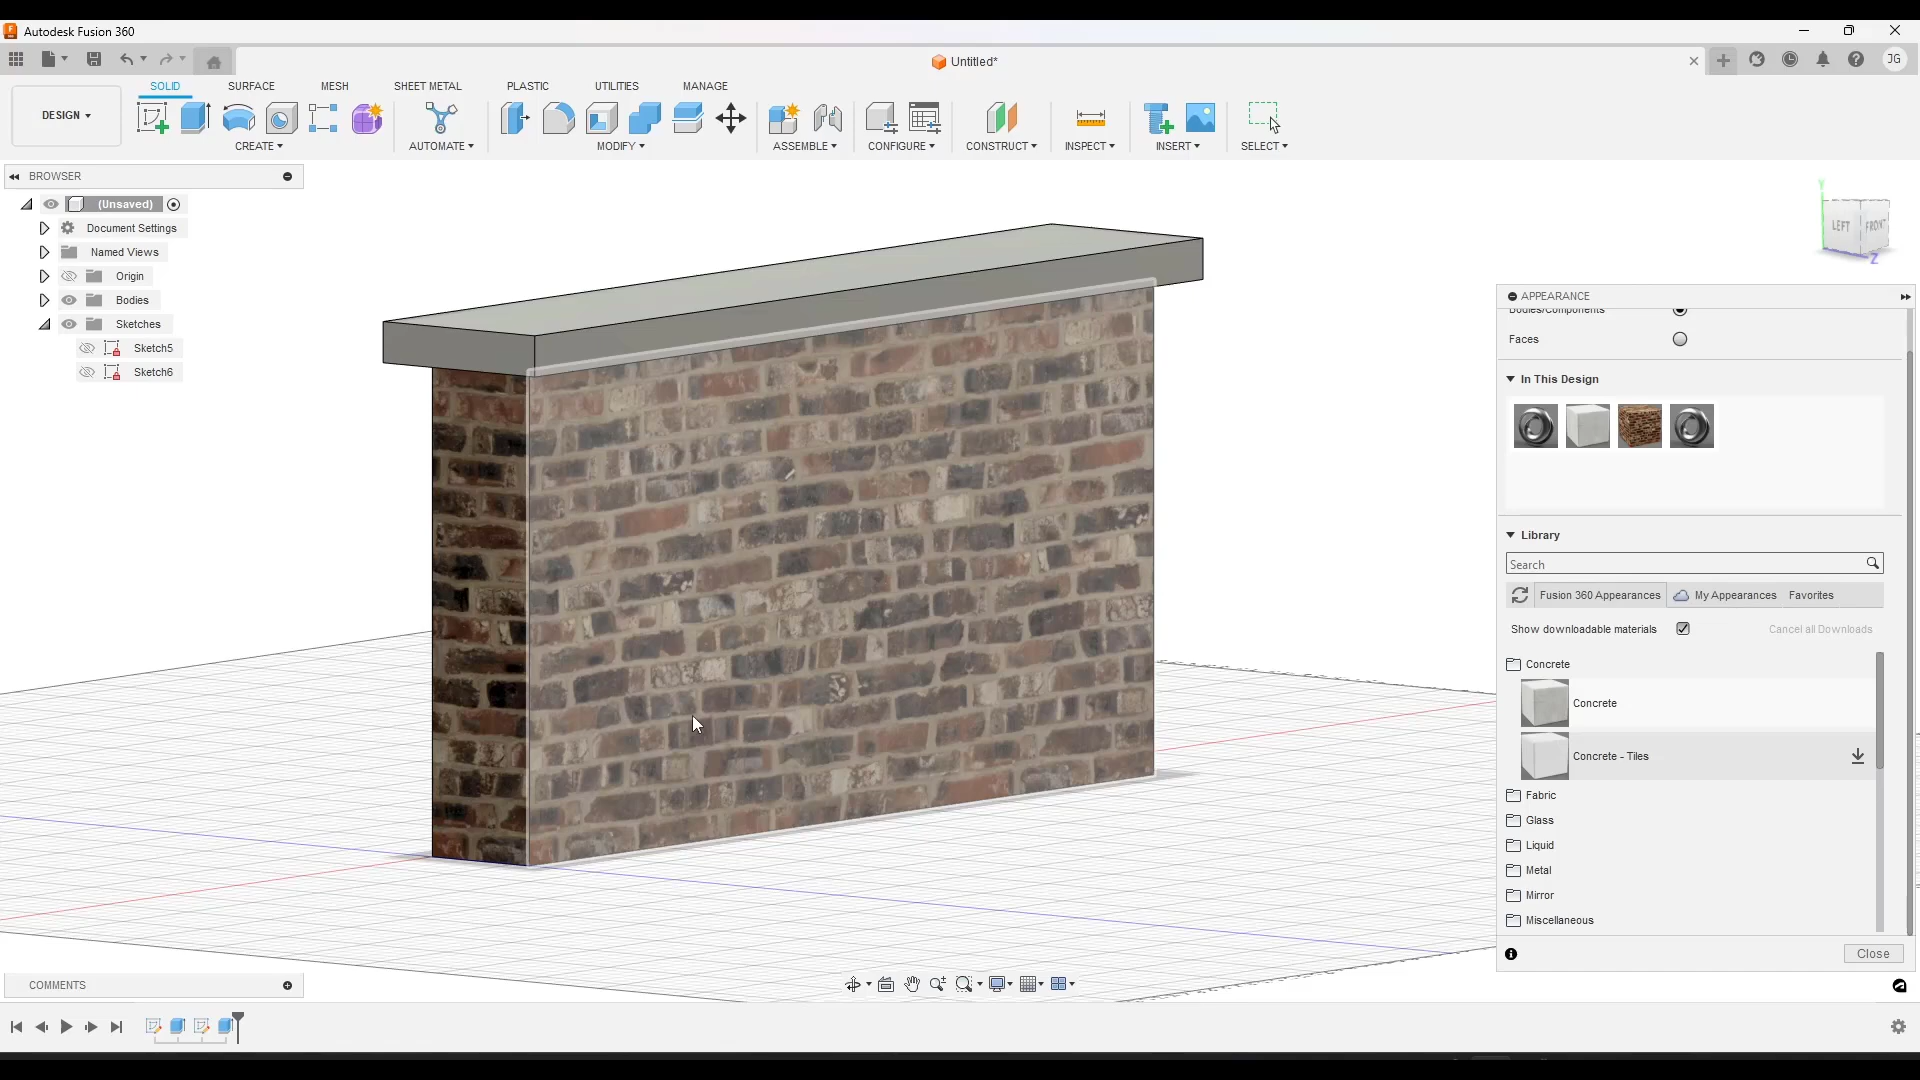 Autodesk Fusion 360
Untitled*
JG
SOLID SURFACE MESH SHEET METAL PLASTIC UTILITIES MANAGE
DESIGN
CREATE AUTOMATE MODIFY ASSEMBLE CONFIGURE CONSTRUCT INSPECT INSERT SELECT
BROWSER
(Unsaved)
Document Settings
Named Views
Origin
Bodies
Sketches
Sketch5
Sketch6
Y
LEFT FRONT
Z
APPEARANCE
Bodies/Components
Faces
In This Design
Library
Search
Fusion 360 Appearances My Appearances Favorites
Show downloadable materials Cancel all Downloads
Concrete
Concrete
Concrete - Tiles
Fabric
Glass
Liquid
Metal
Mirror
Miscellaneous
Close
COMMENTS